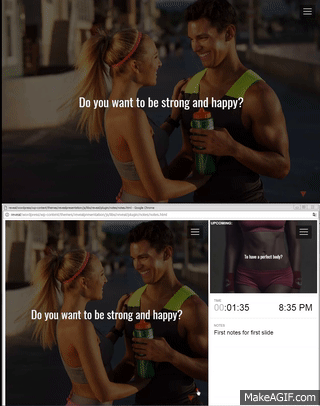 Do you want to be strong and happy?
UPCOMING:
Do you want to be strong and happy?
To have a perfect body?
TIME
00:01:35 8:35 PM
NOTES
First notes for first slide
MakeAGIF.com